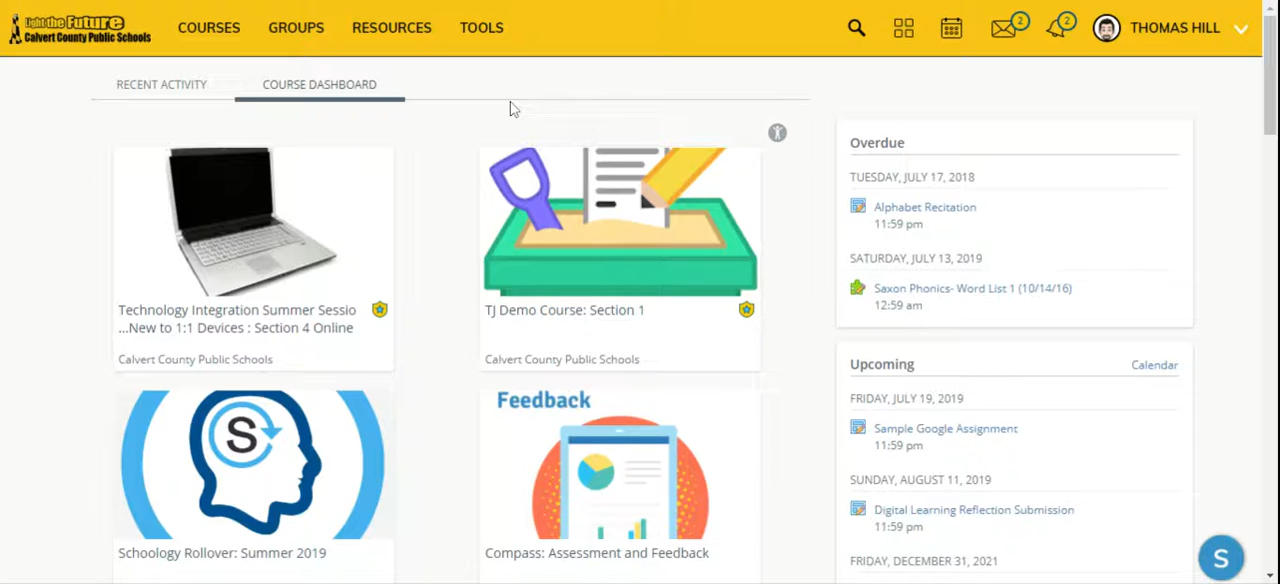 Light the Future
Calvert County Public Schools
COURSES
GROUPS
RESOURCES
TOOLS
2
2
THOMAS HILL
RECENT ACTIVITY
COURSE DASHBOARD
Technology Integration Summer Sessio
...New to 1:1 Devices : Section 4 Online
Calvert County Public Schools
TJ Demo Course: Section 1
Calvert County Public Schools
S
Schoology Rollover: Summer 2019
Feedback
Compass: Assessment and Feedback
Overdue
TUESDAY, JULY 17, 2018
Alphabet Recitation
11:59 pm
SATURDAY, JULY 13, 2019
Saxon Phonics- Word List 1 (10/14/16)
12:59 am
Upcoming
Calendar
FRIDAY, JULY 19, 2019
Sample Google Assignment
11:59 pm
SUNDAY, AUGUST 11, 2019
Digital Learning Reflection Submission
11:59 pm
FRIDAY, DECEMBER 31, 2021
S